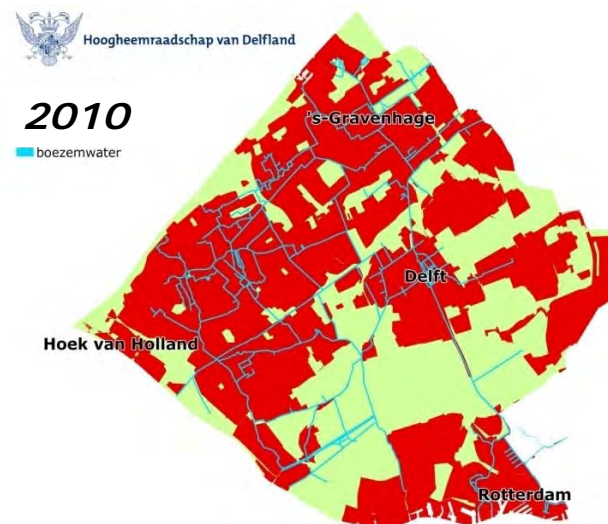 Hoogheemraadschap van Delfland
2010
boezemwater
's-Gravenhage
Delft
Hoek van Holland
Rotterdam